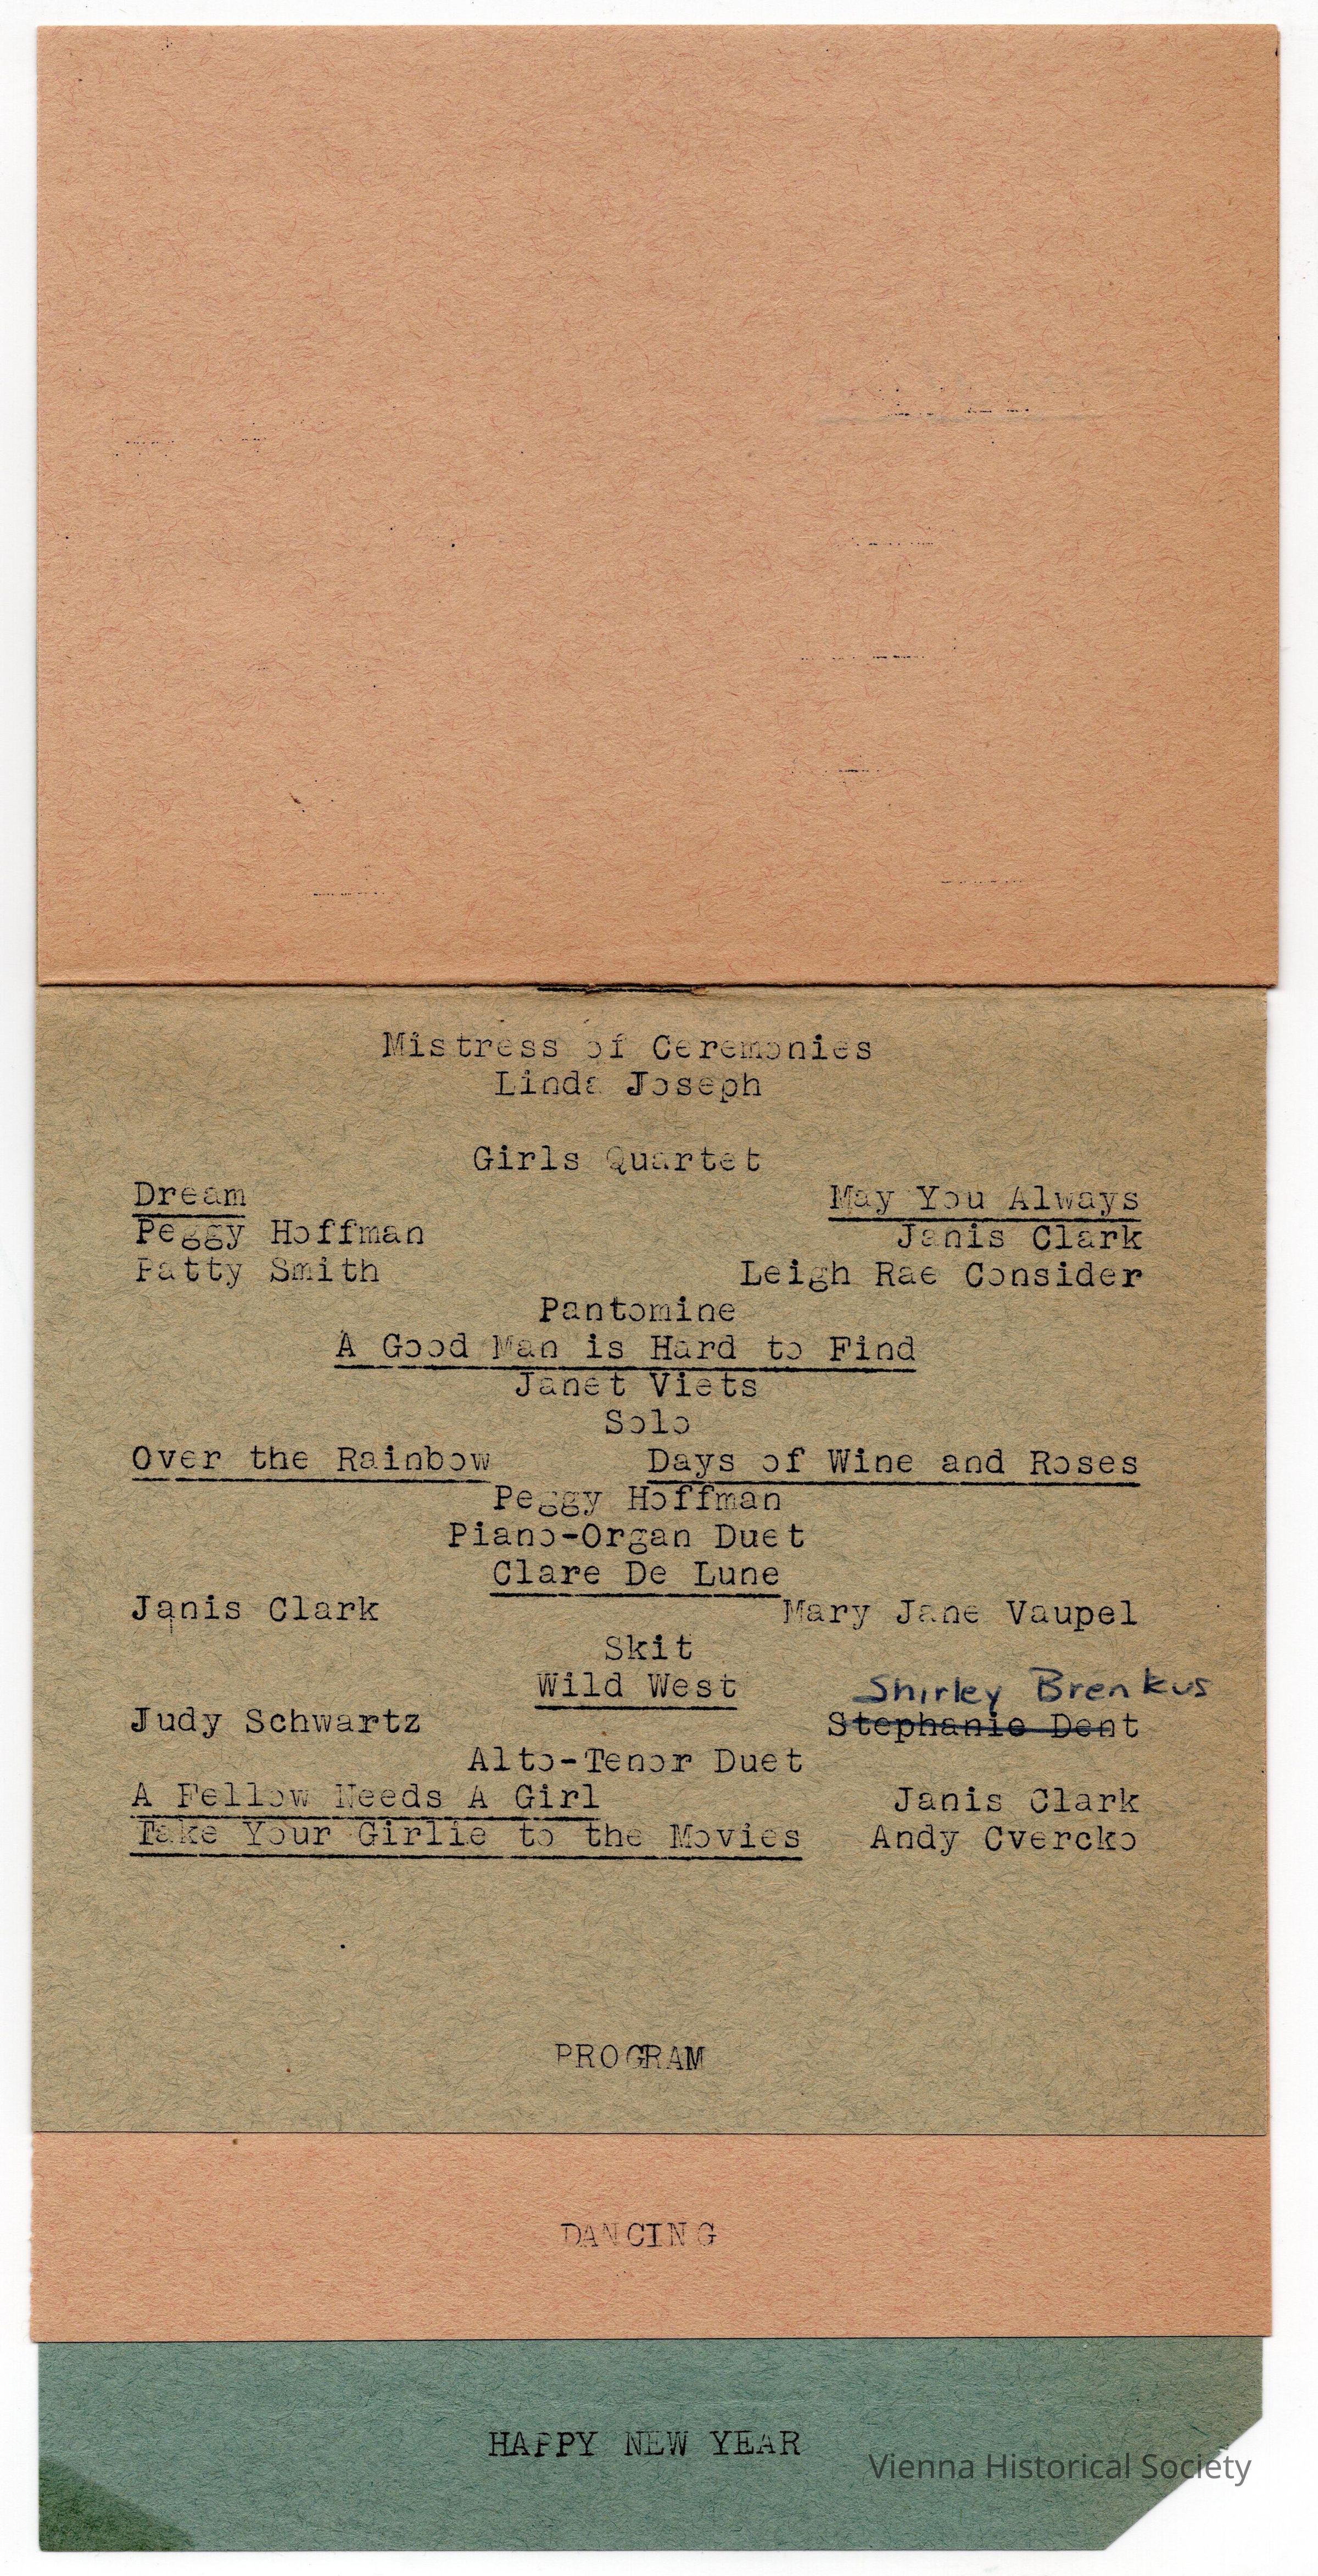 Mistress of Ceremonies
Linda Joseph
Girls Quartet
Dream May You Always
Peggy Hoffman Janis Clark
Patty Smith Leigh Rae Consider
Pantomine
A Good Man is Hard to Find
Janet Viets
Solo
Over the Rainbow Days of Wine and Roses
Peggy Hoffman
Piano-Organ Duet
Clare De Lune
Janis Clark Mary Jane Vaupel
Skit
Wild West Shirley Brenkus
Judy Schwartz Stephanie Dent
Alto-Tenor Duet
A Fellow Needs A Girl Janis Clark
Take Your Girlie to the Movies Andy Cvercko
PROGRAM
DANCING
HAPPY NEW YEAR
Vienna Historical Society